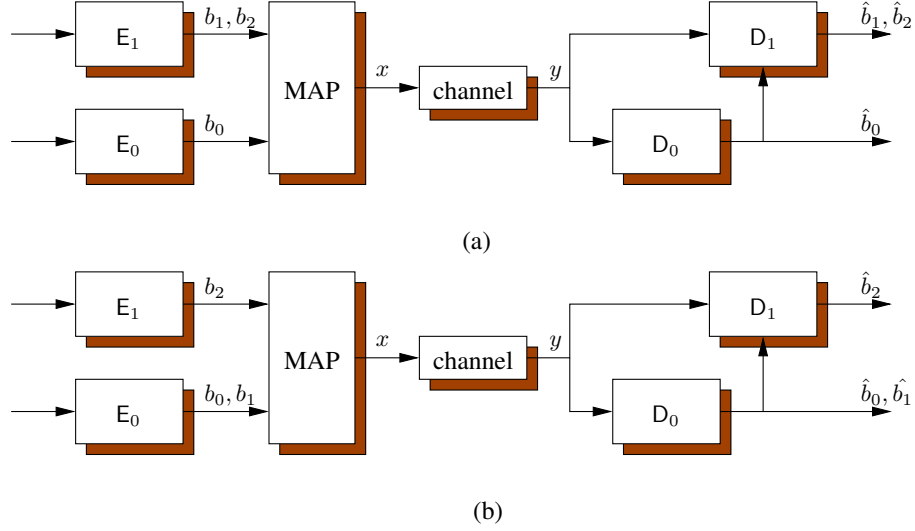 E₁ b₁, b₂ D₁ b̂₁, b̂₂
MAP x channel y
E₀ b₀ D₀ b̂₀
(a)
E₁ b₂ D₁ b̂₂
MAP x channel y
E₀ b₀, b₁ D₀ b̂₀, b̂₁
(b)